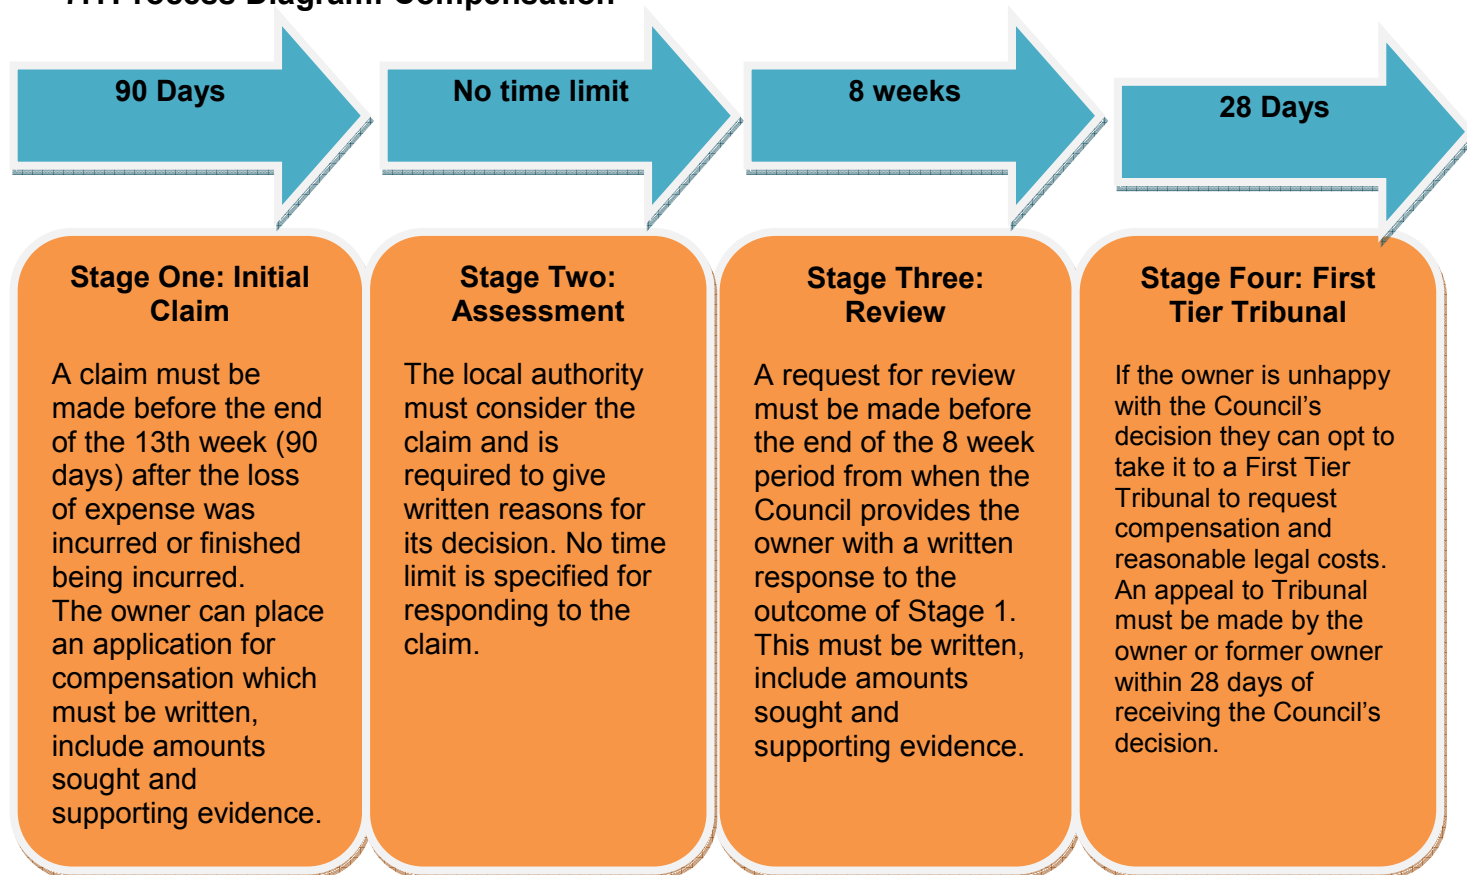 Compensation
90 Days
No time limit
8 weeks
28 Days
Stage One: Initial
Claim
A claim must be
made before the end
of the 13th week (90
days) after the loss
of expense was
incurred or finished
being incurred.
The owner can place
an application for
compensation which
must be written,
include amounts
sought and
supporting evidence.
Stage Two:
Assessment
The local authority
must consider the
claim and is
required to give
written reasons for
its decision. No time
limit is specified for
responding to the
claim.
Stage Three:
Review
A request for review
must be made before
the end of the 8 week
period from when the
Council provides the
owner with a written
response to the
outcome of Stage 1.
This must be written,
include amounts
sought and
supporting evidence.
Stage Four: First
Tier Tribunal
If the owner is unhappy
with the Council’s
decision they can opt to
take it to a First Tier
Tribunal to request
compensation and
reasonable legal costs.
An appeal to Tribunal
must be made by the
owner or former owner
within 28 days of
receiving the Council’s
decision.